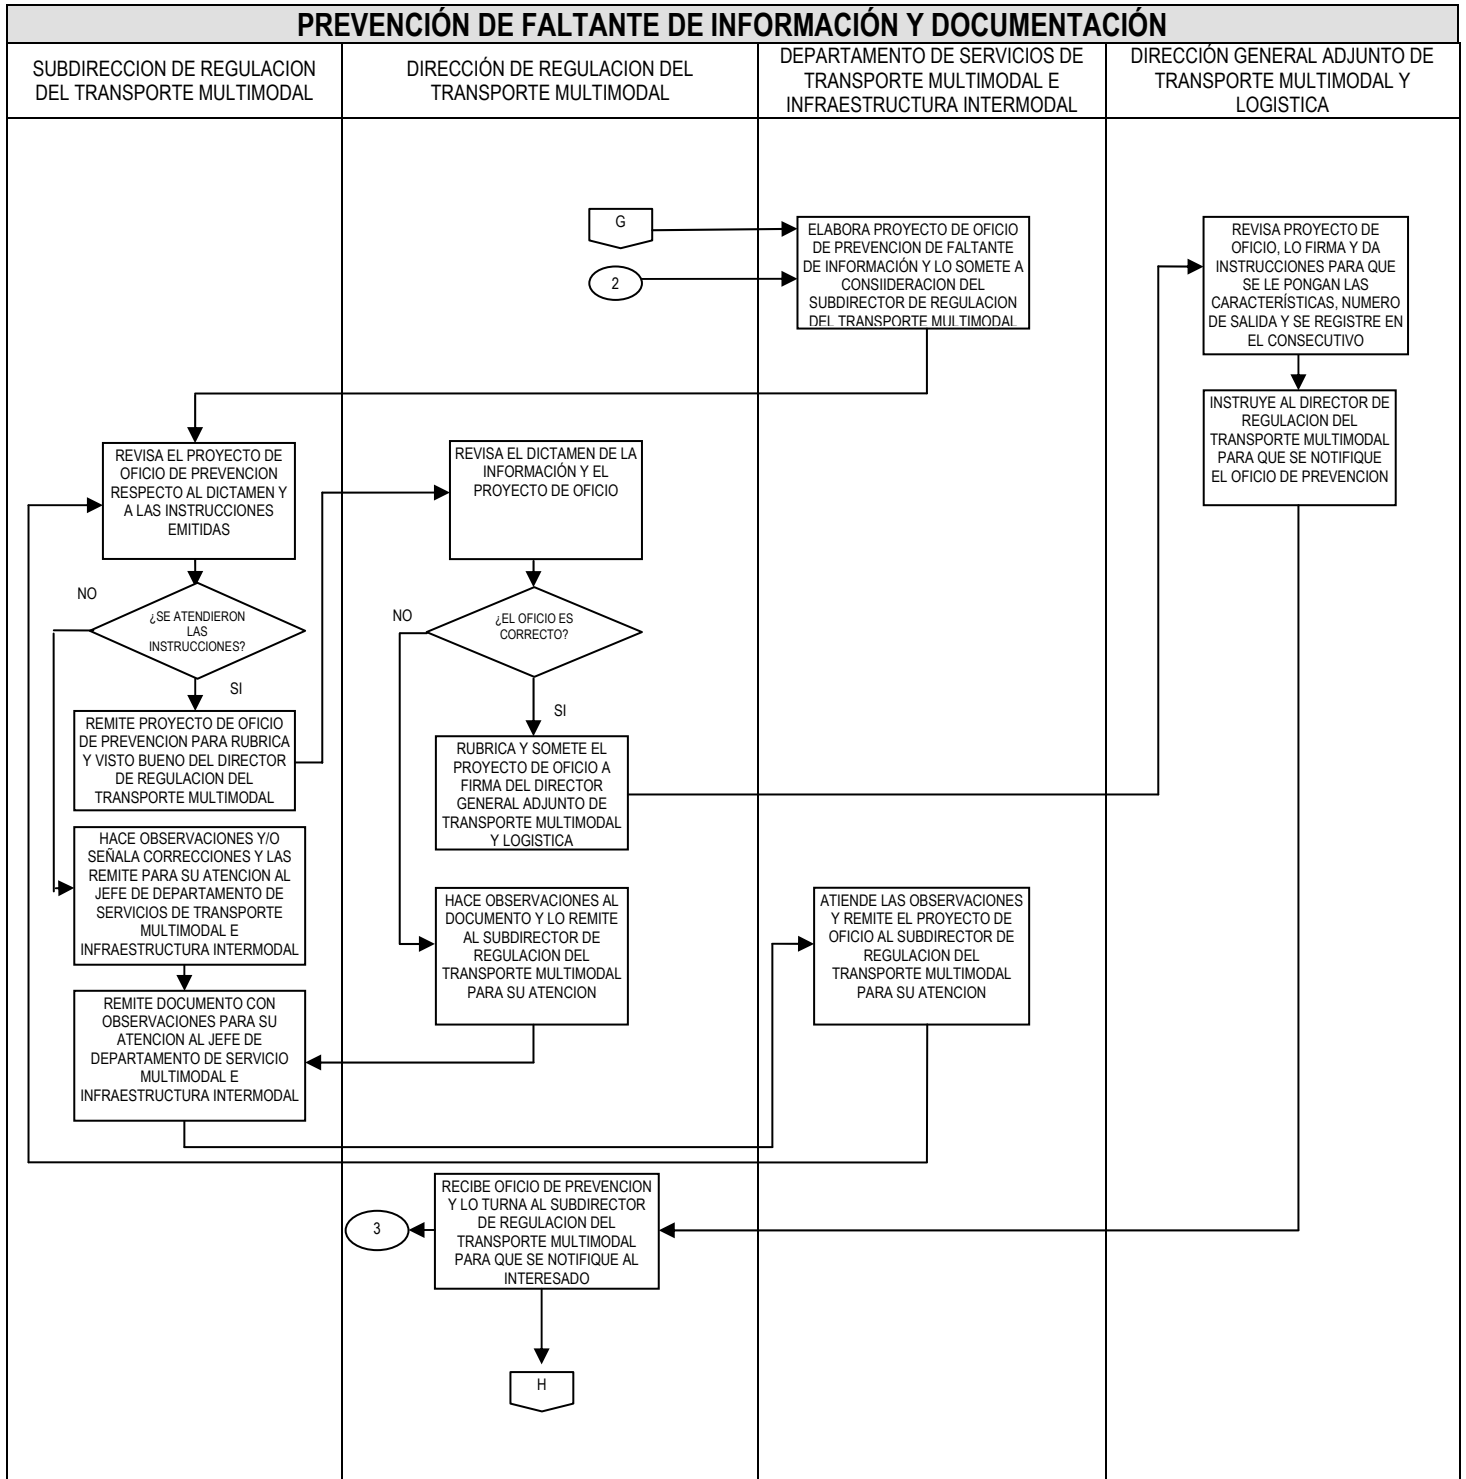 PREVENCIÓN DE FALTANTE DE INFORMACIÓN Y DOCUMENTACIÓN
SUBDIRECCION DE REGULACION
DEL TRANSPORTE MULTIMODAL
DIRECCIÓN DE REGULACION DEL
TRANSPORTE MULTIMODAL
DEPARTAMENTO DE SERVICIOS DE
TRANSPORTE MULTIMODAL E
INFRAESTRUCTURA INTERMODAL
DIRECCIÓN GENERAL ADJUNTO DE
TRANSPORTE MULTIMODAL Y
LOGISTICA
G
2
ELABORA PROYECTO DE OFICIO
DE PREVENCION DE FALTANTE
DE INFORMACIÓN Y LO SOMETE A
CONSIIDERACION DEL
SUBDIRECTOR DE REGULACION
DEL TRANSPORTE MULTIMODAL
REVISA PROYECTO DE
OFICIO, LO FIRMA Y DA
INSTRUCCIONES PARA QUE
SE LE PONGAN LAS
CARACTERÍSTÍCAS, NUMERO
DE SALIDA Y SE REGISTRE EN
EL CONSECUTIVO
INSTRUYE AL DIRECTOR DE
REGULACION DEL
TRANSPORTE MULTIMODAL
PARA QUE SE NOTIFIQUE
EL OFICIO DE PREVENCION
REVISA EL PROYECTO DE
OFICIO DE PREVENCION
RESPECTO AL DICTAMEN Y
A LAS INSTRUCCIONES
EMITIDAS
REVISA EL DICTAMEN DE LA
INFORMACIÓN Y EL
PROYECTO DE OFICIO
NO
¿SE ATENDIERON
LAS
INSTRUCCIONES?
SI
NO
¿EL OFICIO ES
CORRECTO?
SI
REMITE PROYECTO DE OFICIO
DE PREVENCION PARA RUBRICA
Y VISTO BUENO DEL DIRECTOR
DE REGULACION DEL
TRANSPORTE MULTIMODAL
RUBRICA Y SOMETE EL
PROYECTO DE OFICIO A
FIRMA DEL DIRECTOR
GENERAL ADJUNTO DE
TRANSPORTE MULTIMODAL
Y LOGISTICA
HACE OBSERVACIONES Y/O
SEÑALA CORRECCIONES Y LAS
REMITE PARA SU ATENCION AL
JEFE DE DEPARTAMENTO DE
SERVICIOS DE TRANSPORTE
MULTIMODAL E
INFRAESTRUCTURA INTERMODAL
HACE OBSERVACIONES AL
DOCUMENTO Y LO REMITE
AL SUBDIRECTOR DE
REGULACION DEL
TRANSPORTE MULTIMODAL
PARA SU ATENCION
ATIENDE LAS OBSERVACIONES
Y REMITE EL PROYECTO DE
OFICIO AL SUBDIRECTOR DE
REGULACION DEL
TRANSPORTE MULTIMODAL
PARA SU ATENCION
REMITE DOCUMENTO CON
OBSERVACIONES PARA SU
ATENCION AL JEFE DE
DEPARTAMENTO DE SERVICIO
MULTIMODAL E
INFRAESTRUCTURA INTERMODAL
RECIBE OFICIO DE PREVENCION
Y LO TURNA AL SUBDIRECTOR
DE REGULACION DEL
TRANSPORTE MULTIMODAL
PARA QUE SE NOTIFIQUE AL
INTERESADO
3
H